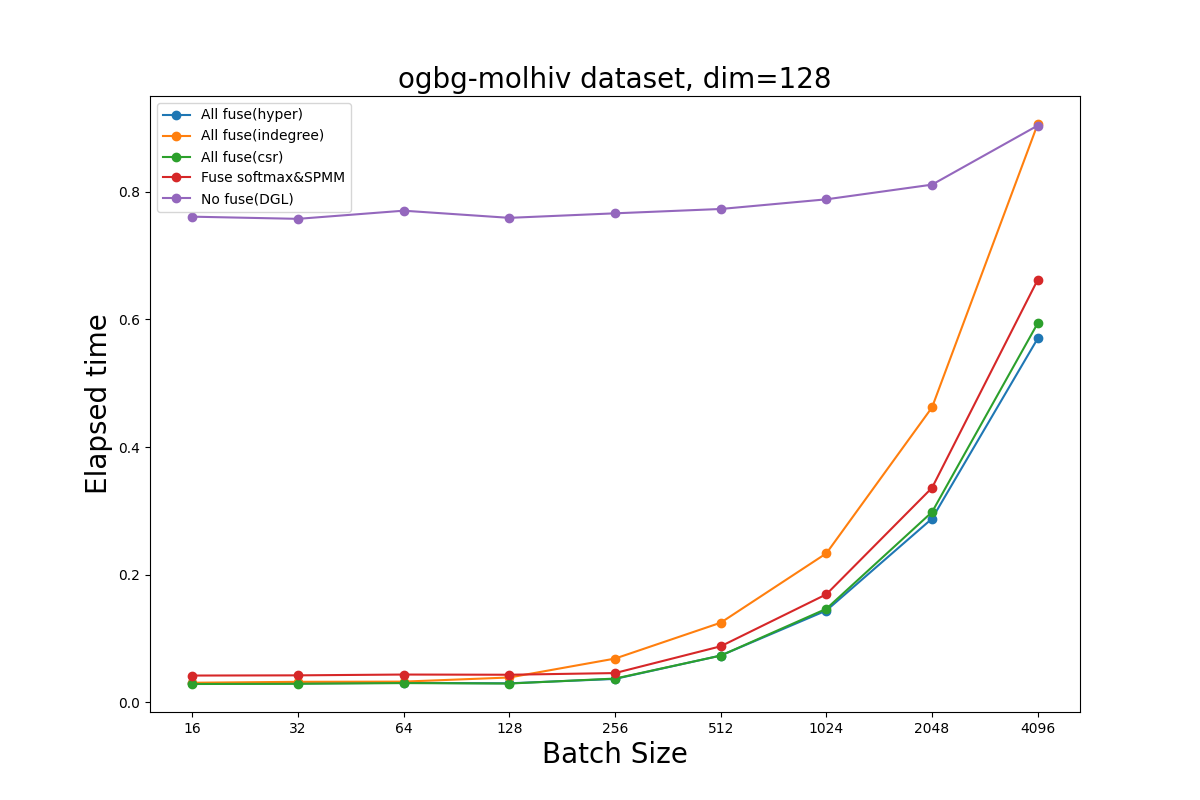 ogbg-molhiv dataset, dim=128
All fuse(hyper)
All fuse(indegree)
All fuse(csr)
Fuse softmax&SPMM
No fuse(DGL)
Elapsed time
0.8
0.6
0.4
0.2
0.0
16 32 64 128 256 512 1024 2048 4096
Batch Size